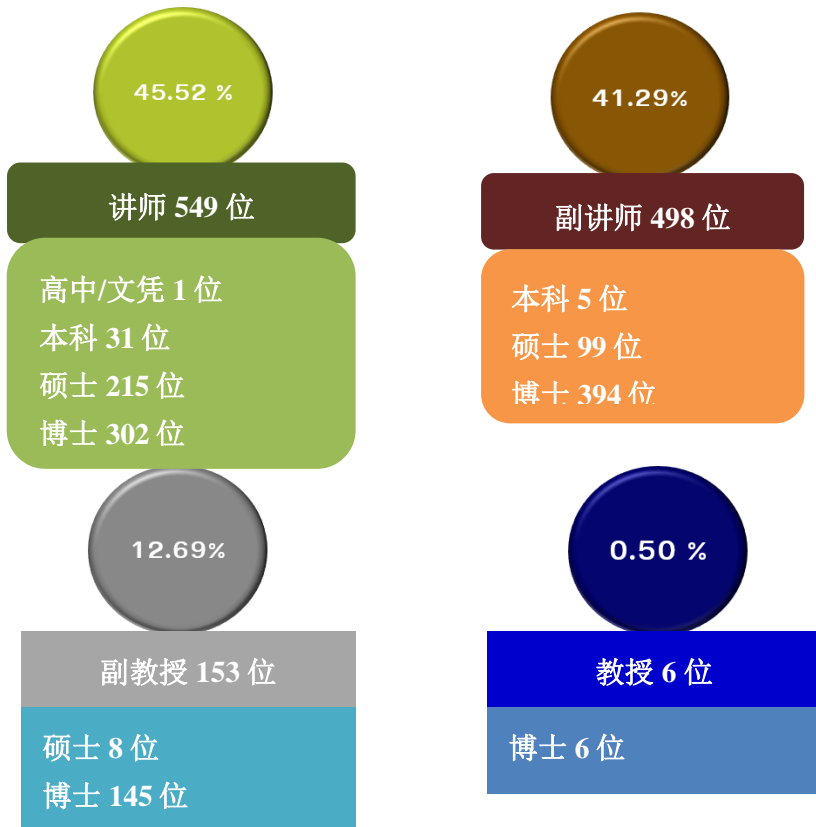 45.52 %
讲师 549 位
高中/文凭 1 位
本科 31 位
硕士 215 位
博士 302 位
41.29%
副讲师 498 位
本科 5 位
硕士 99 位
博士 394 位
12.69%
副教授 153 位
硕士 8 位
博士 145 位
0.50 %
教授 6 位
博士 6 位